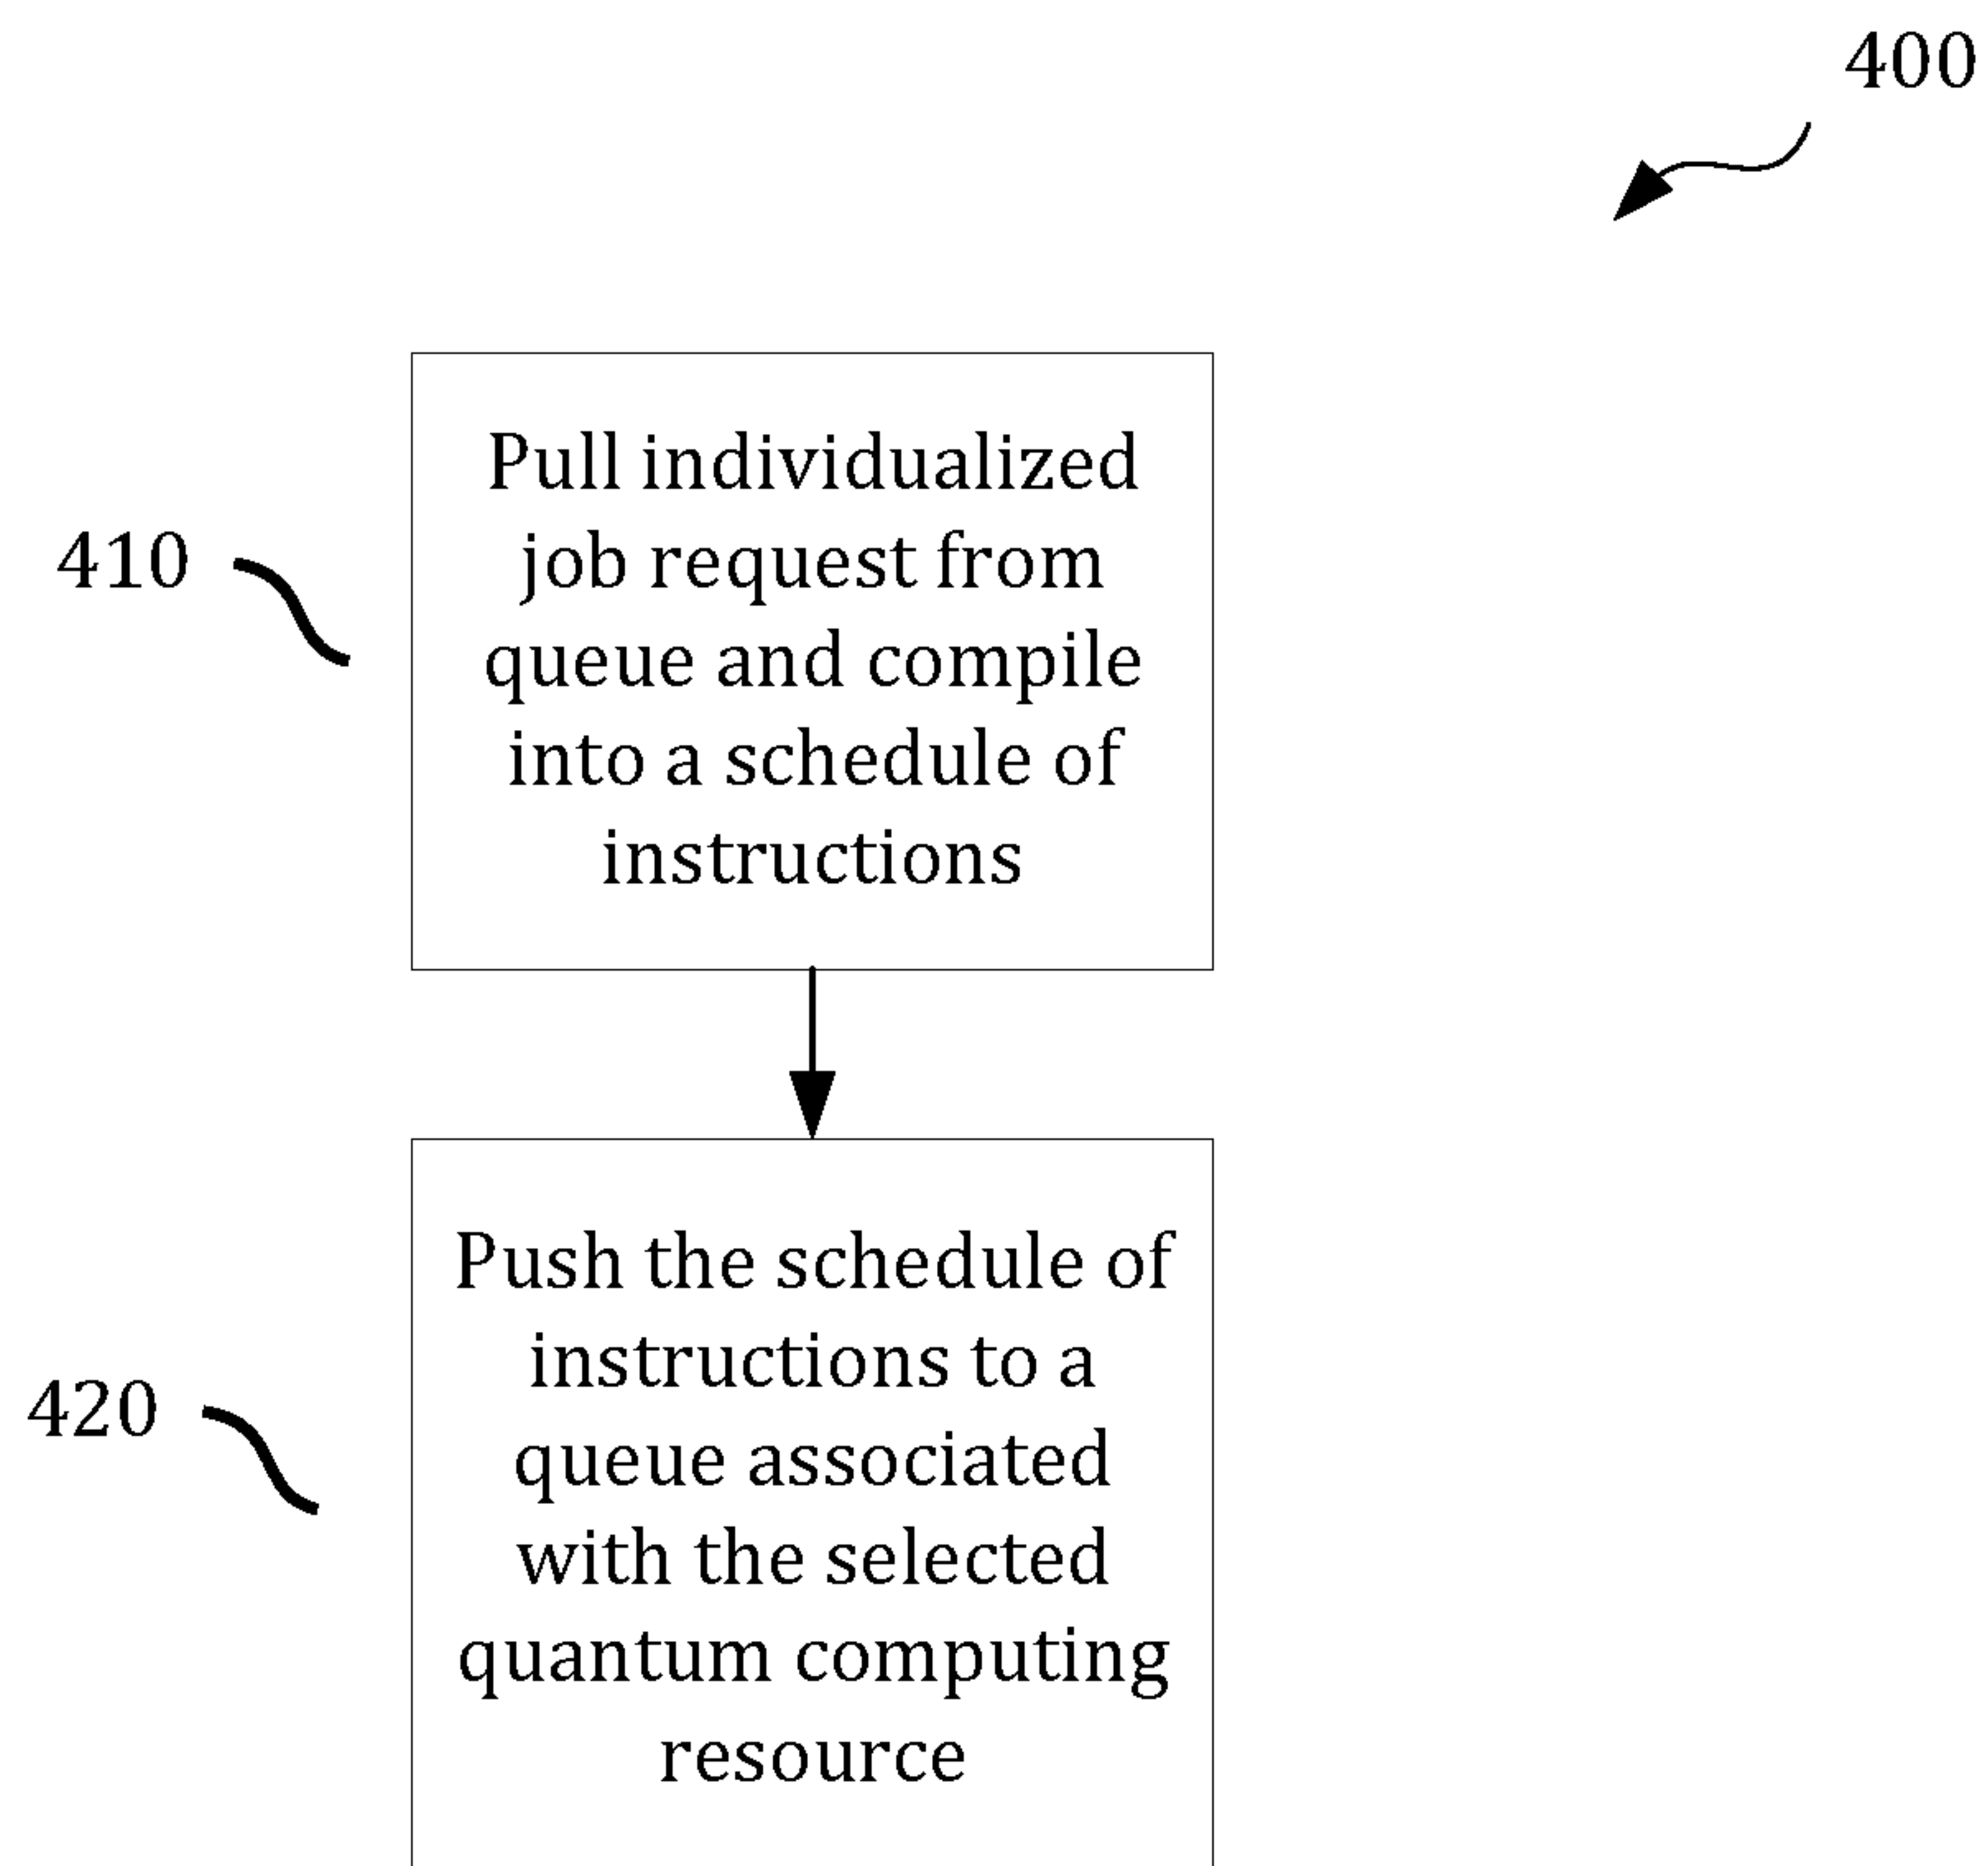 400
410
Pull individualized
job request from
queue and compile
into a schedule of
instructions
420
Push the schedule of
instructions to a
queue associated
with the selected
quantum computing
resource